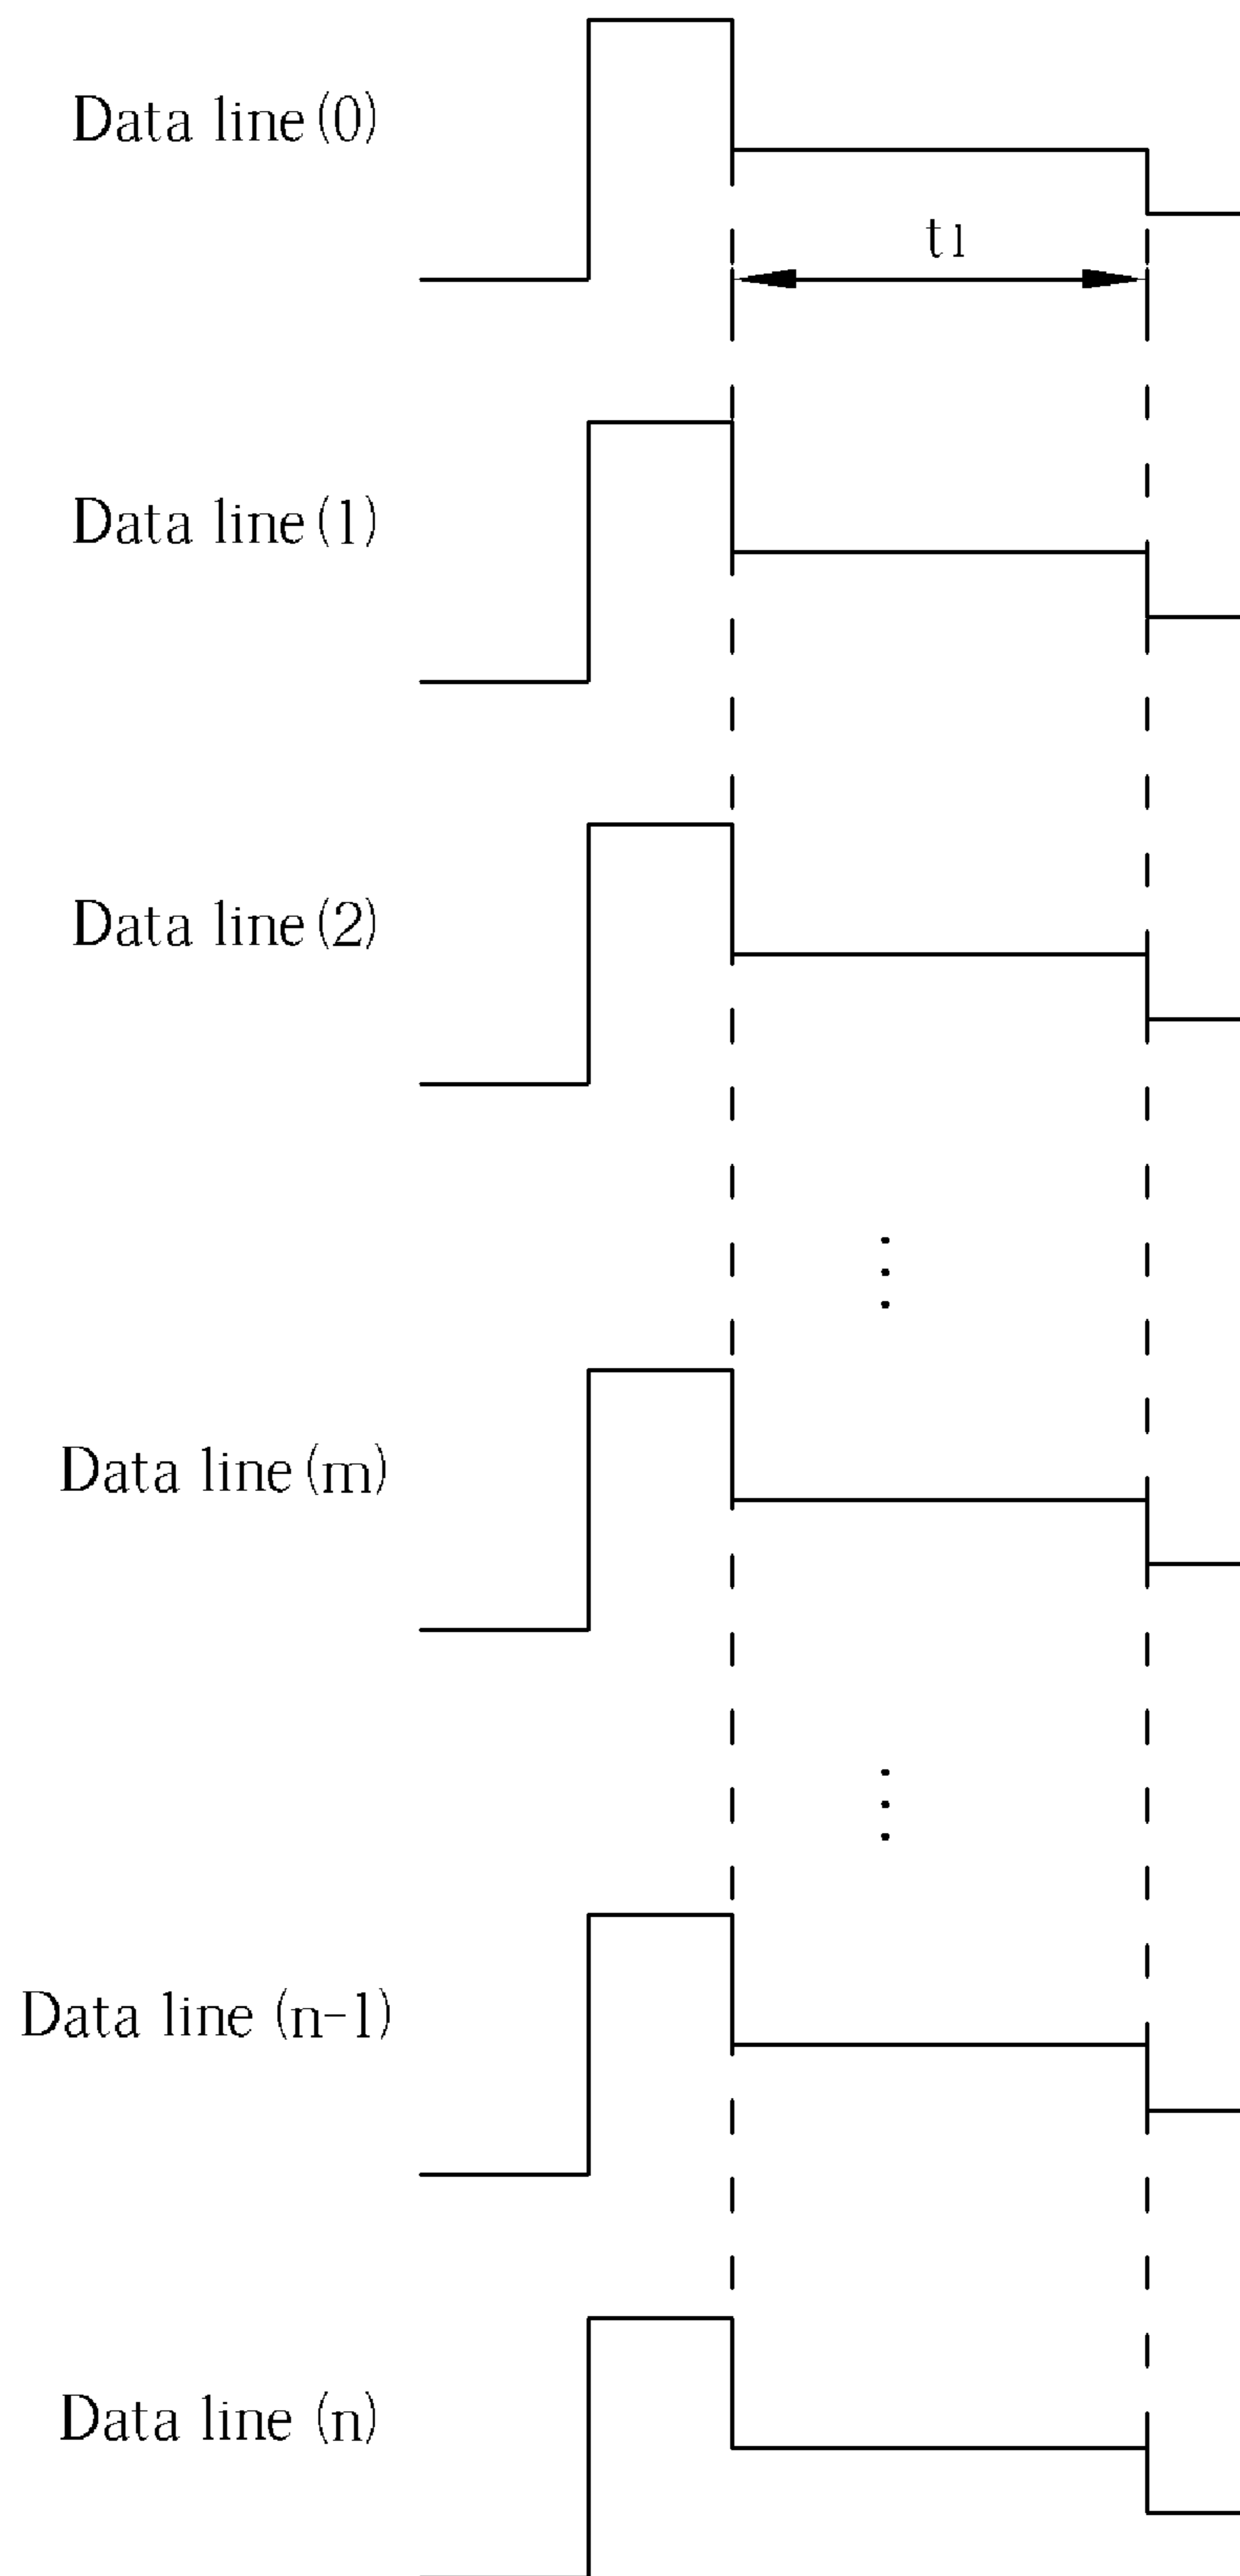 Data line(0)
t1
Data line(1)
Data line(2)
Data line(m)
Data line (n-1)
Data line (n)